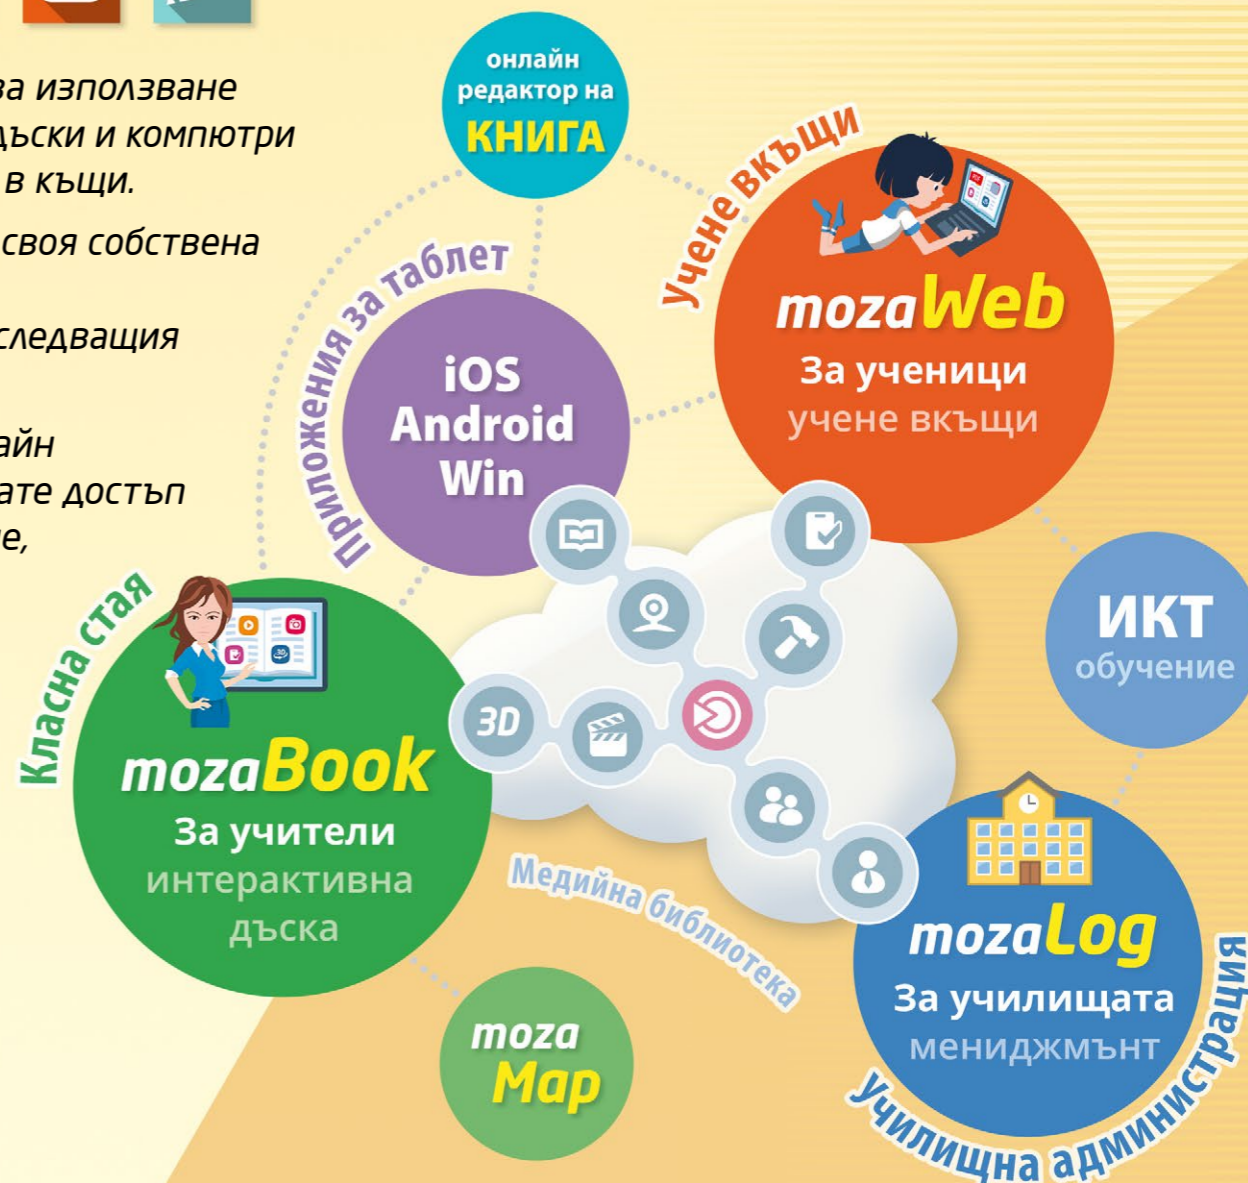 за използване
дъски и компютри
в къщи.
своя собствена
следващия
достъп
онлайн
редактор на
КНИГА
Учене вкъщи
mozaWeb
За ученици
учене вкъщи
Приложения за таблет
iOS
Android
Win
Класна стая
mozaBook
За учители
интерактивна
дъска
3D
PDF
3D
Медийна библиотека
moza
Map
ИКТ
обучение
mozaLog
За училищата
мениджмънт
Училищна администрация